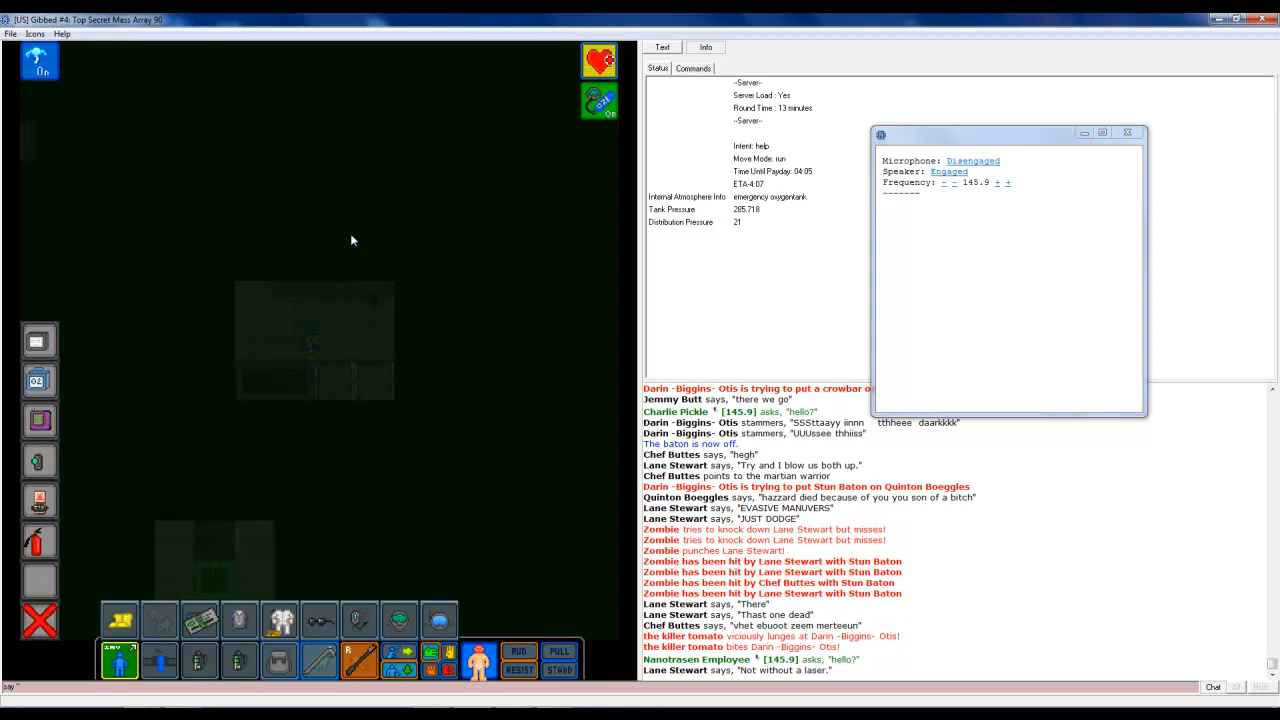 [US] Gibbed #4: Top Secret Mass Array 90
File Icons Help
On
On
Text Info
Status Commands
--Server--
Server Load : Yes
Round Time : 13 minutes
--Server--
Intent: help
Move Mode: run
Time Until Payday: 04:05
ETA-4:07
Internal Atmosphere Info emergency oxygentank
Tank Pressure 285.718
Distribution Pressure 21
Microphone: Disengaged
Speaker: Engaged
Frequency: - - 145.9 + +
-------
Darin -Biggins- Otis is trying to put a crowbar o
Jemmy Butt says, "there we go"
Charlie Pickle [145.9] asks, "hello?"
Darin -Biggins- Otis stammers, "SSSttaayy iinnn tthheee daarkkkk"
Darin -Biggins- Otis stammers, "UUUssee thhiiss"
The baton is now off.
Chef Buttes says, "hegh"
Lane Stewart says, "Try and I blow us both up."
Chef Buttes points to the martian warrior
Darin -Biggins- Otis is trying to put Stun Baton on Quinton Boeggles
Quinton Boeggles says, "hazzard died because of you you son of a bitch"
Lane Stewart says, "EVASIVE MANUVERS"
Lane Stewart says, "JUST DODGE"
Zombie tries to knock down Lane Stewart but misses!
Zombie tries to knock down Lane Stewart but misses!
Zombie punches Lane Stewart!
Zombie has been hit by Lane Stewart with Stun Baton
Zombie has been hit by Lane Stewart with Stun Baton
Zombie has been hit by Chef Buttes with Stun Baton
Zombie has been hit by Lane Stewart with Stun Baton
Lane Stewart says, "There"
Lane Stewart says, "Thast one dead"
Chef Buttes says, "vhet ebuoot zeem merteeun"
the killer tomato viciously lunges at Darin -Biggins- Otis!
the killer tomato bites Darin -Biggins- Otis!
Nanotrasen Employee [145.9] asks, "hello?"
Lane Stewart says, "Not without a laser."
INV
R
RUN PULL
RESIST STAND
say "
Chat